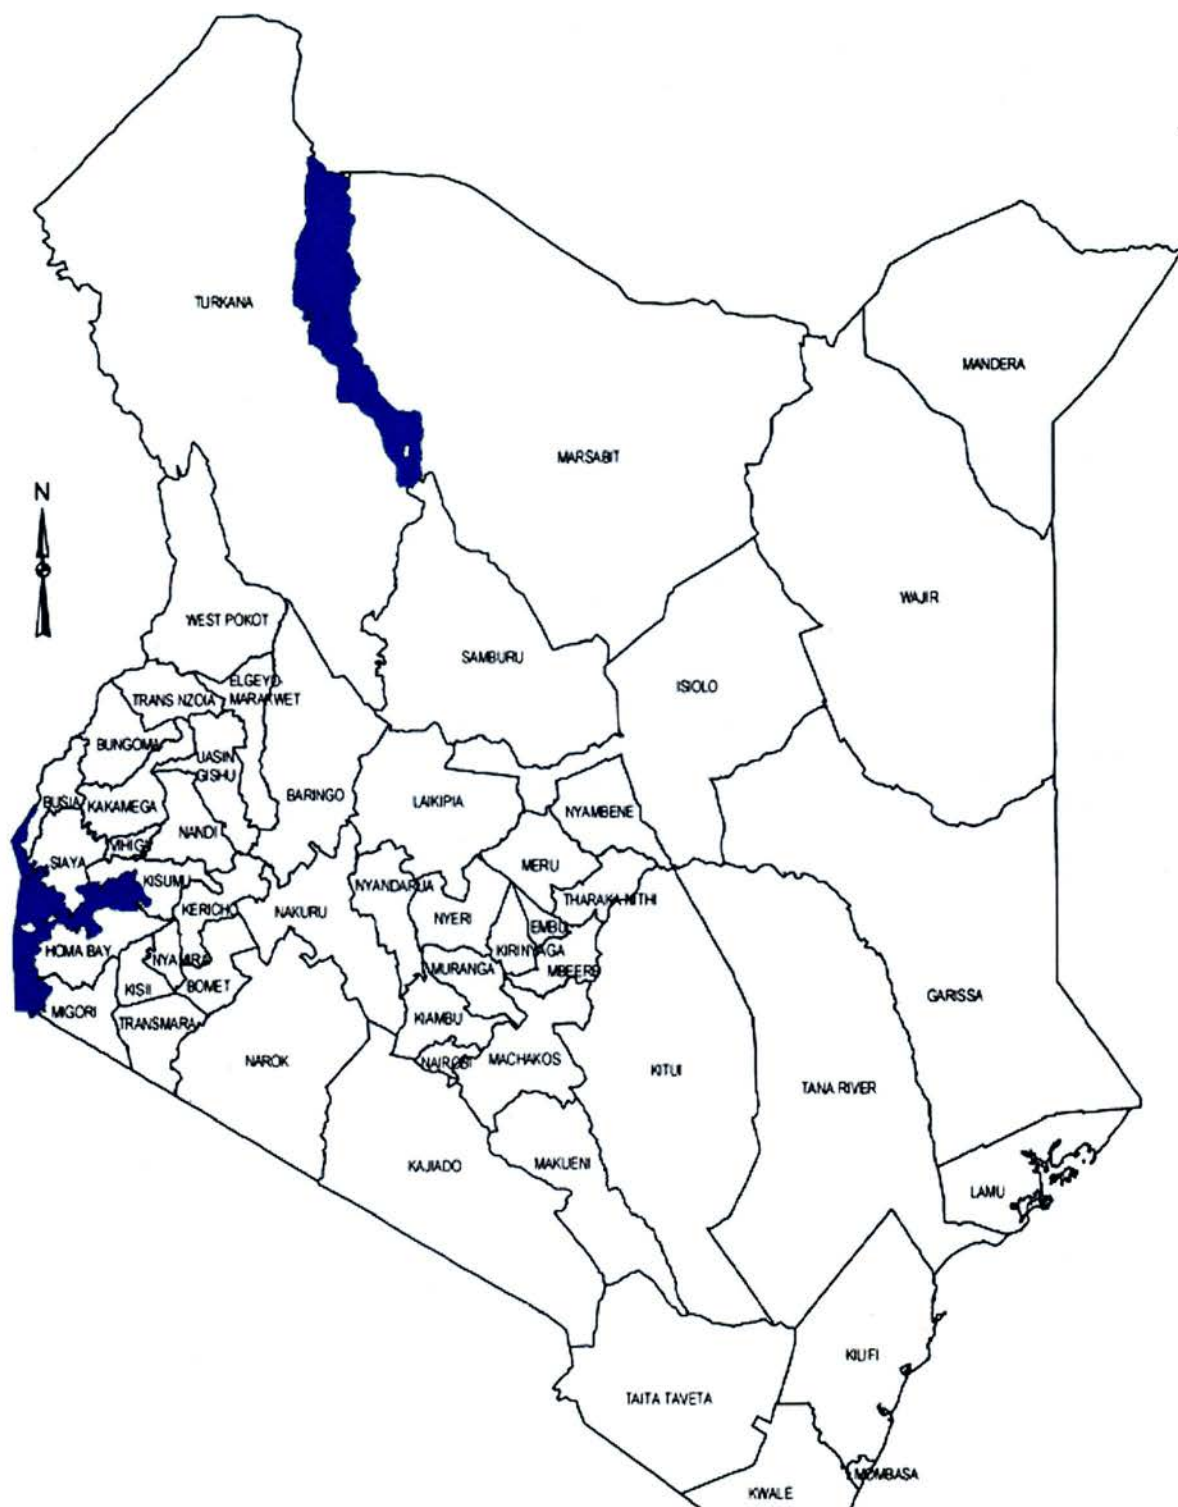 TURKANA
MANDERA
MARSABIT
N
WAJIR
WEST POKOT
SAMBURU
ISIOLO
ELGEYO
MARAKWET
TRANS NZOIA
BUNGOMA
UASIN
GISHU
BUSIA
KAKAMEGA
BARINGO
LAIKIPIA
NYAMBENE
VIHIGA
NANDI
SIAYA
MERU
KISUMU
NYANDARUA
THARAKA NITHI
KERICHO
NAKURU
NYERI
EMBU
HOMA BAY
NYAMIRA
KIRINYAGA
MURANGA
MBEERE
KISII
BOMET
GARISSA
MIGORI
TRANSMARA
KIAMBU
NAROK
NAIROBI
MACHAKOS
KITUI
TANA RIVER
KAJIADO
MAKUENI
LAMU
KILIFI
TAITA TAVETA
MOMBASA
KWALE